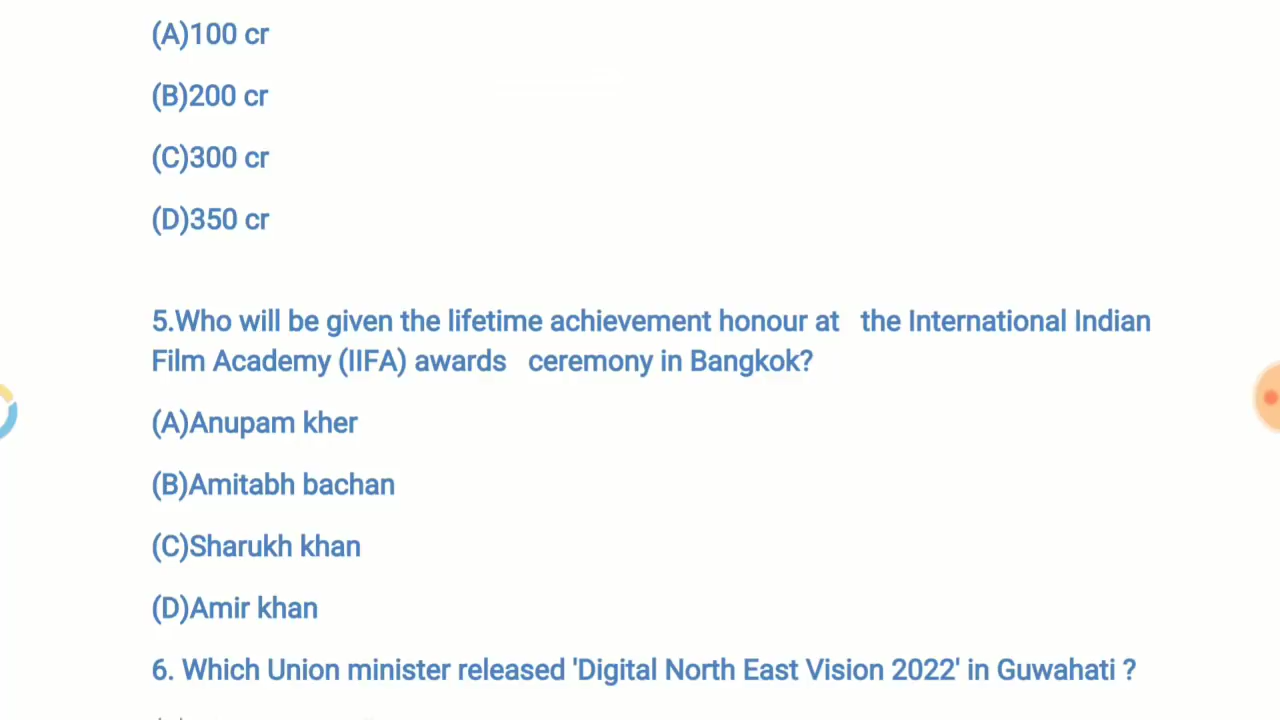 (A)100 cr
(B)200 cr
(C)300 cr
(D)350 cr
5.Who will be given the lifetime achievement honour at the International Indian
Film Academy (IIFA) awards ceremony in Bangkok?
(A)Anupam kher
(B)Amitabh bachan
(C)Sharukh khan
(D)Amir khan
6. Which Union minister released 'Digital North East Vision 2022' in Guwahati ?